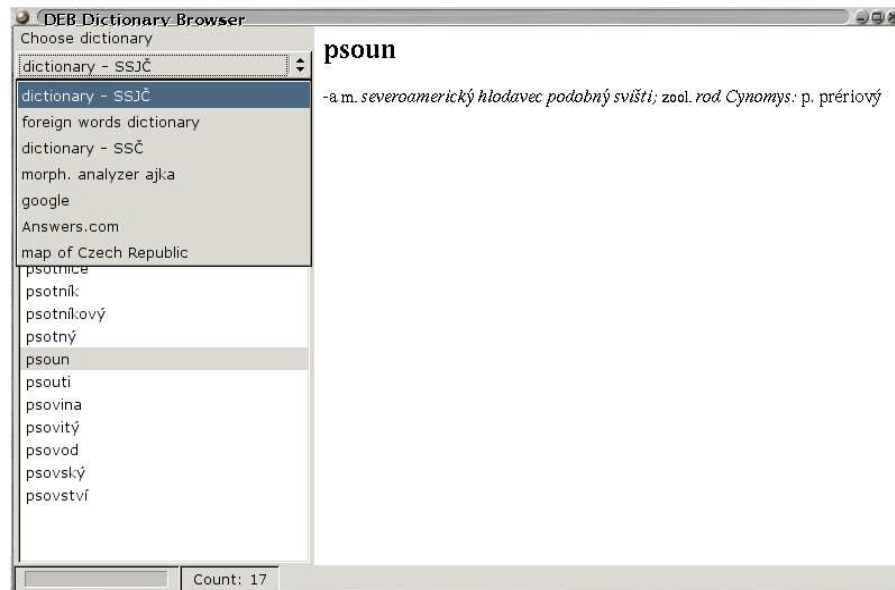 DEB Dictionary Browser
Choose dictionary
dictionary - SSJČ
dictionary - SSJČ
foreign words dictionary
dictionary - SSČ
morph. analyzer ajka
google
Answers.com
map of Czech Republic
psotnice
psotník
psotníkový
psotný
psoun
psouti
psovina
psovitý
psovod
psovský
psovství
Count: 17
psoun
-a m. severoamerický hlodavec podobný svišti; zool. rod Cynomys: p. prériový